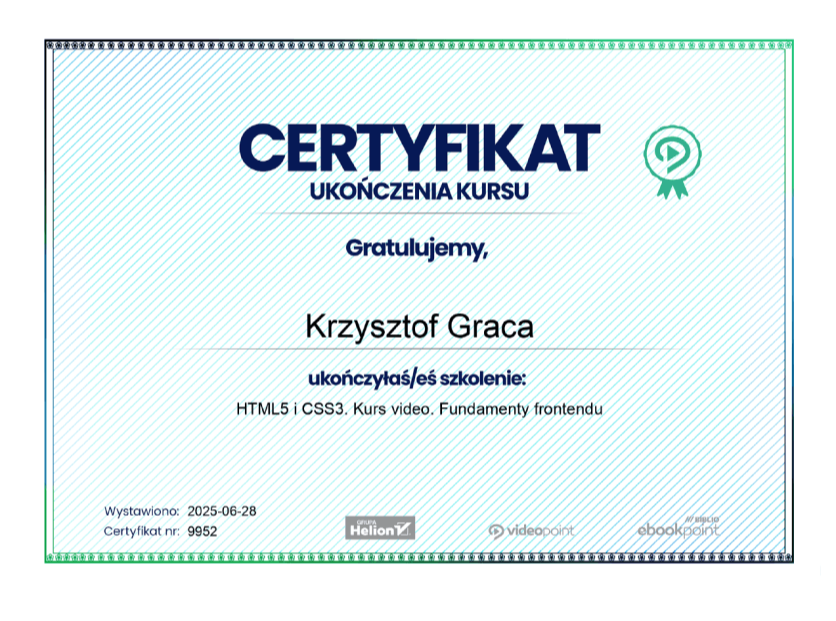 CERTYFIKAT
UKOŃCZENIA KURSU
Gratulujemy,
Krzysztof Graca
ukończyłaś/eś szkolenie:
HTML5 i CSS3. Kurs video. Fundamenty frontendu
Wystawiono: 2025-06-28
Certyfikat nr: 9952
GRUPA
Helion
videopoint
BIBLIO
ebookpoint